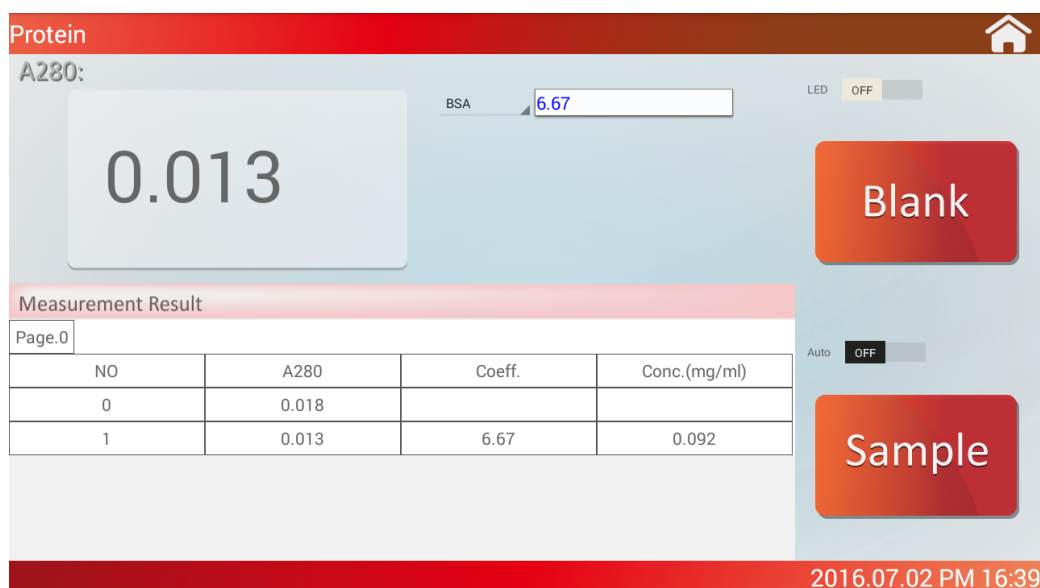 Protein
A280:
BSA
6.67
LED OFF
0.013
Blank
Measurement Result
Page.0
NO A280 Coeff. Conc.(mg/ml)
0 0.018
1 0.013 6.67 0.092
Auto OFF
Sample
2016.07.02 PM 16:39